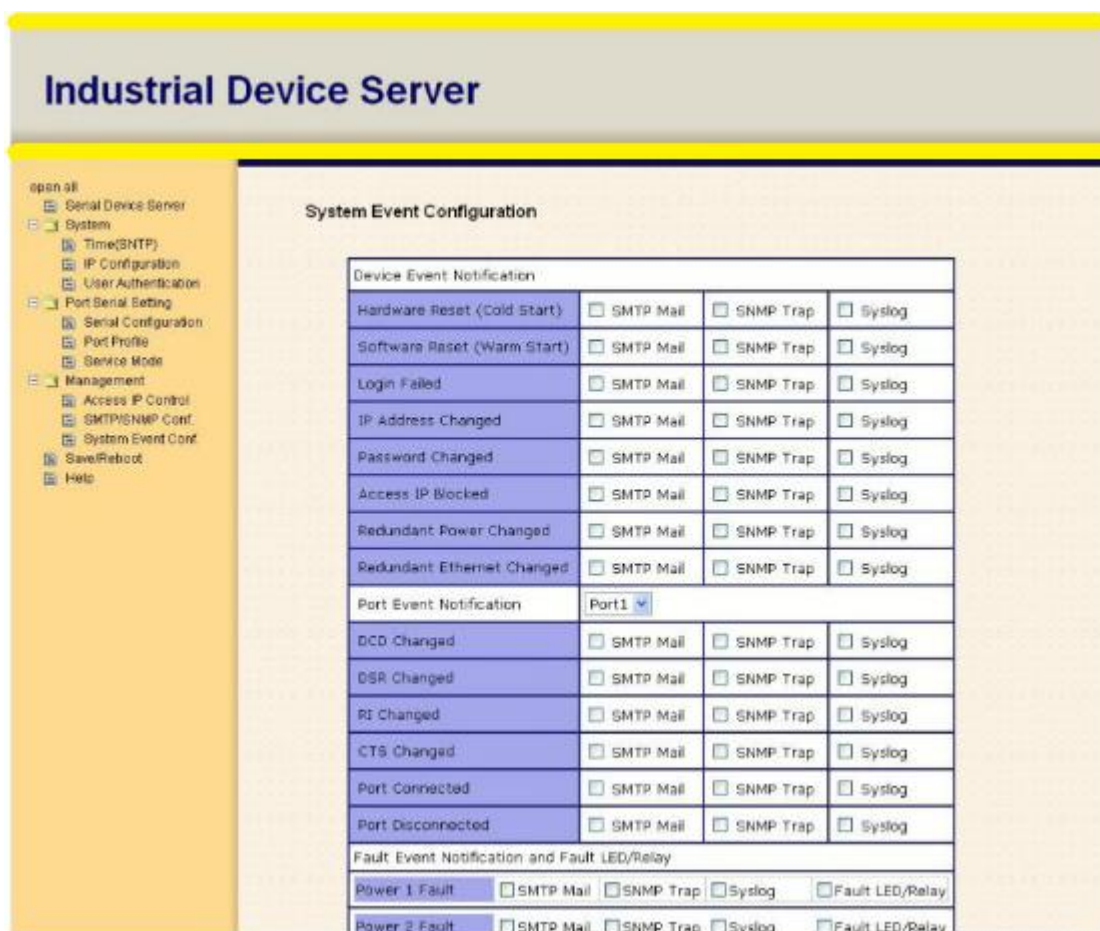 Industrial Device Server
open all
Serial Device Server
System
Time(SNTP)
IP Configuration
User Authentication
Port Serial Setting
Serial Configuration
Port Profile
Service Mode
Management
Access IP Control
SMTP/SNMP Conf.
System Event Conf.
Save/Reboot
Help
System Event Configuration
Device Event Notification
Hardware Reset (Cold Start) SMTP Mail SNMP Trap Syslog
Software Reset (Warm Start) SMTP Mail SNMP Trap Syslog
Login Failed SMTP Mail SNMP Trap Syslog
IP Address Changed SMTP Mail SNMP Trap Syslog
Password Changed SMTP Mail SNMP Trap Syslog
Access IP Blocked SMTP Mail SNMP Trap Syslog
Redundant Power Changed SMTP Mail SNMP Trap Syslog
Redundant Ethernet Changed SMTP Mail SNMP Trap Syslog
Port Event Notification Port1
DCD Changed SMTP Mail SNMP Trap Syslog
DSR Changed SMTP Mail SNMP Trap Syslog
RI Changed SMTP Mail SNMP Trap Syslog
CTS Changed SMTP Mail SNMP Trap Syslog
Port Connected SMTP Mail SNMP Trap Syslog
Port Disconnected SMTP Mail SNMP Trap Syslog
Fault Event Notification and Fault LED/Relay
Power 1 Fault SMTP Mail SNMP Trap Syslog Fault LED/Relay
Power 2 Fault SMTP Mail SNMP Trap Syslog Fault LED/Relay